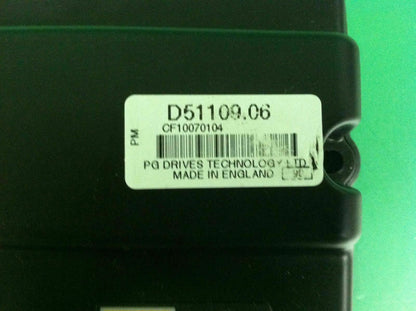 D51109.06
CF10070104
PM
PG DRIVES TECHNOLOGY LTD
MADE IN ENGLAND